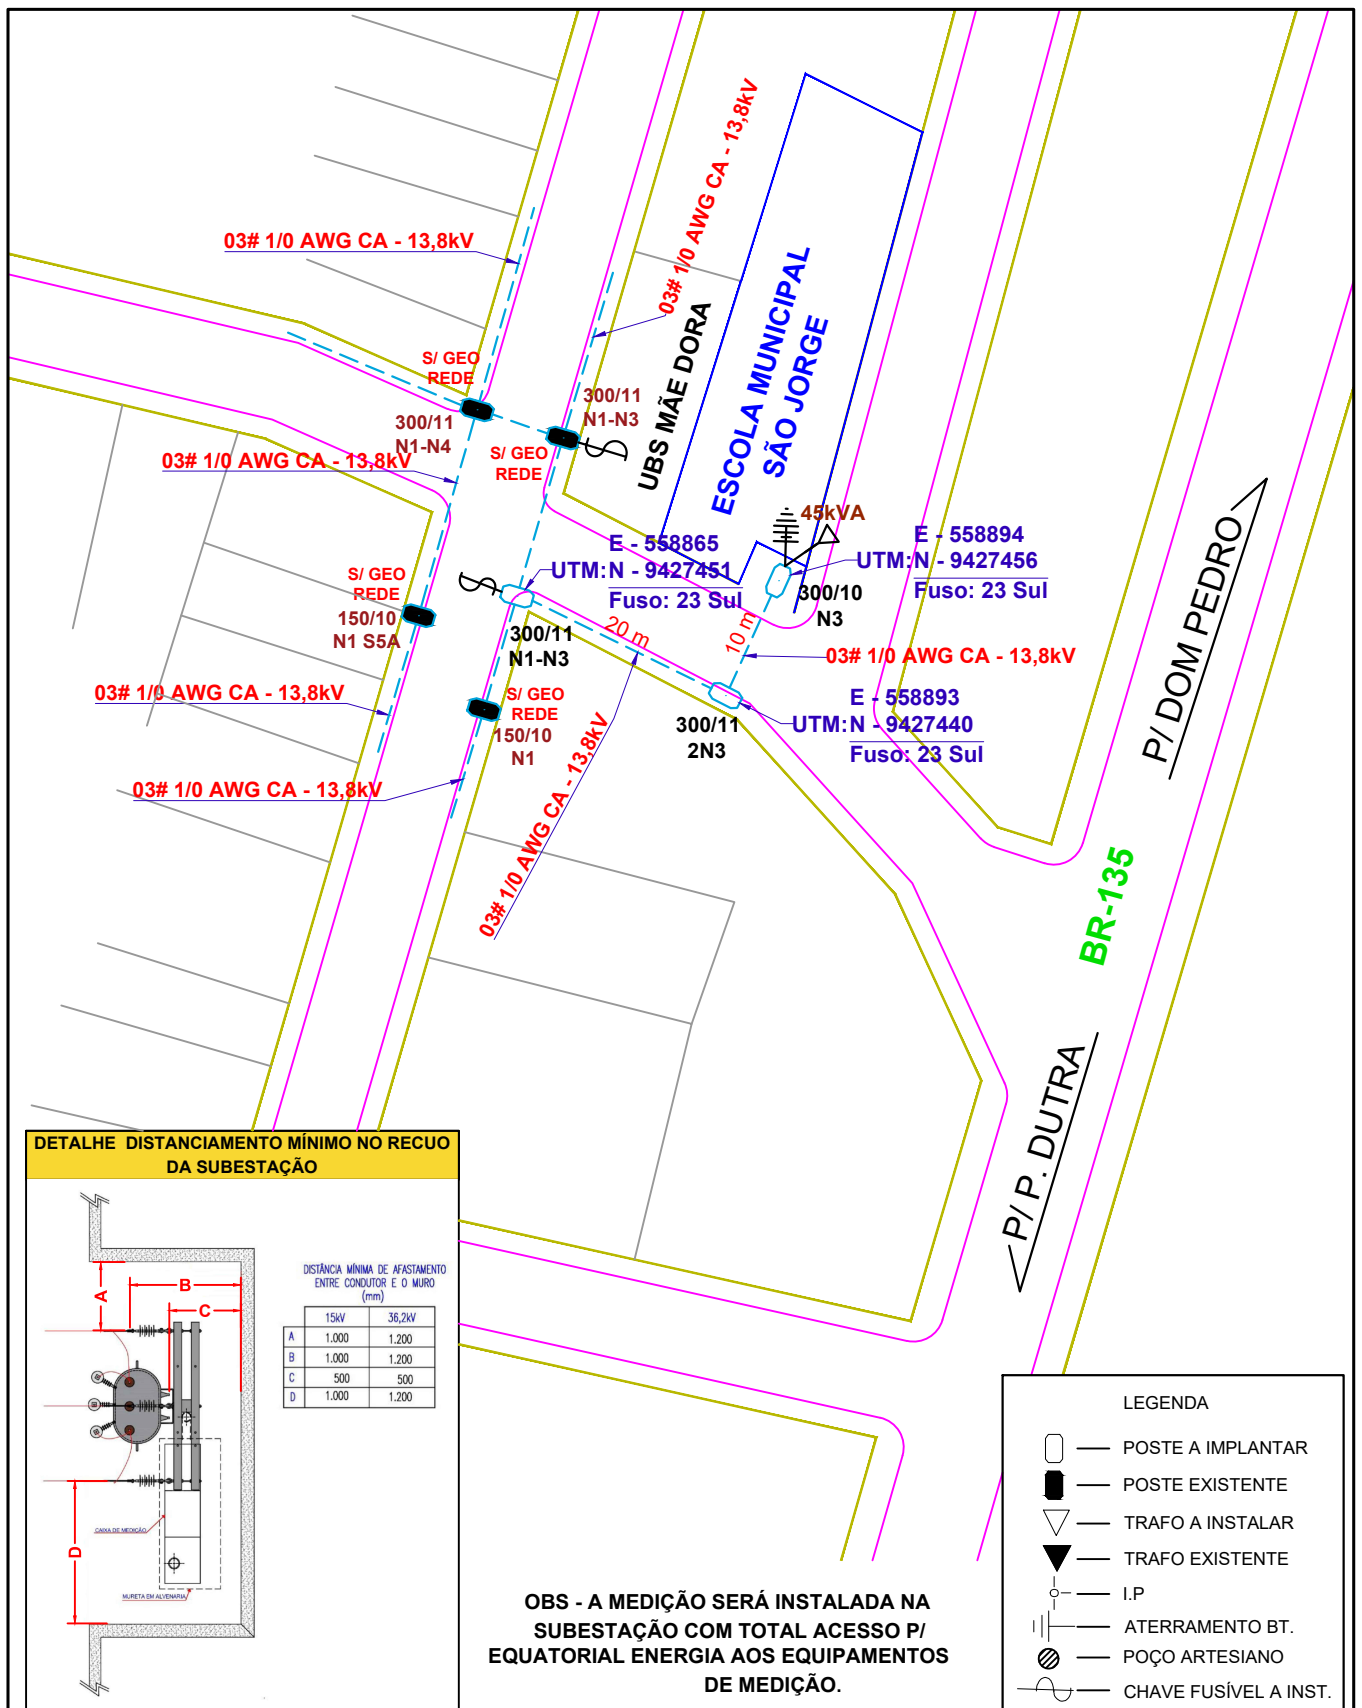 03# 1/0 AWG CA - 13,8kV
03# 1/0 AWG CA - 13,8kV
S/ GEO
REDE
300/11
N1-N4
300/11
N1-N3
S/ GEO
REDE
UBS MÃE DORA
ESCOLA MUNICIPAL
SÃO JORGE
03# 1/0 AWG CA - 13,8kV
45kVA
E - 558865
UTM:N - 9427451
Fuso: 23 Sul
E - 558894
UTM:N - 9427456
Fuso: 23 Sul
300/10
N3
S/ GEO
REDE
150/10
N1 S5A
300/11
N1-N3
20 m
10 m
03# 1/0 AWG CA - 13,8kV
03# 1/0 AWG CA - 13,8kV
S/ GEO
REDE
150/10
N1
300/11
2N3
E - 558893
UTM:N - 9427440
Fuso: 23 Sul
03# 1/0 AWG CA - 13,8kV
03# 1/0 AWG CA - 13,8kV
P/ DOM PEDRO
BR-135
P/ P. DUTRA
DETALHE DISTANCIAMENTO MÍNIMO NO RECUO
DA SUBESTAÇÃO
A
B
C
D
CAIXA DE MEDIÇÃO
MURETA EM ALVENARIA
DISTÂNCIA MÍNIMA DE AFASTAMENTO
ENTRE CONDUTOR E O MURO
(mm)
15kV 36,2kV
A 1.000 1.200
B 1.000 1.200
C 500 500
D 1.000 1.200
OBS - A MEDIÇÃO SERÁ INSTALADA NA
SUBESTAÇÃO COM TOTAL ACESSO P/
EQUATORIAL ENERGIA AOS EQUIPAMENTOS
DE MEDIÇÃO.
LEGENDA
POSTE A IMPLANTAR
POSTE EXISTENTE
TRAFO A INSTALAR
TRAFO EXISTENTE
I.P
ATERRAMENTO BT.
POÇO ARTESIANO
CHAVE FUSÍVEL A INST.